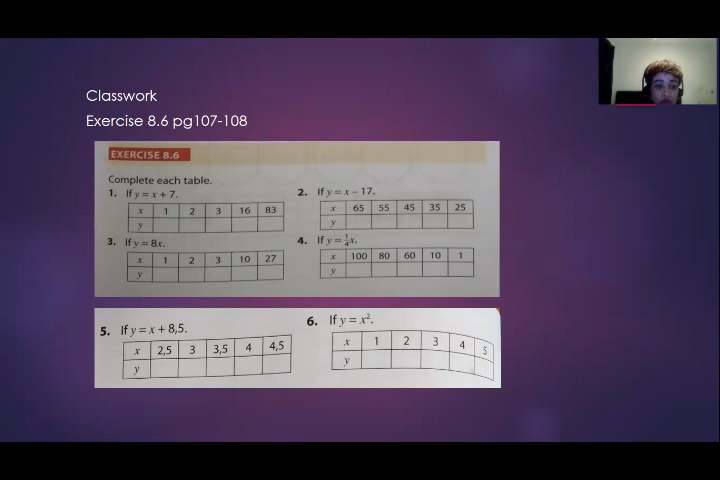 Classwork
Exercise 8.6 pg107-108
EXERCISE 8.6
Complete each table.
1. If y = x + 7.
x 1 2 3 16 83
y
2. If y = x – 17.
x 65 55 45 35 25
y
3. If y = 8x.
x 1 2 3 10 27
y
4. If y = ¼x.
x 100 80 60 10 1
y
5. If y = x + 8,5.
x 2,5 3 3,5 4 4,5
y
6. If y = x².
x 1 2 3 4 5
y